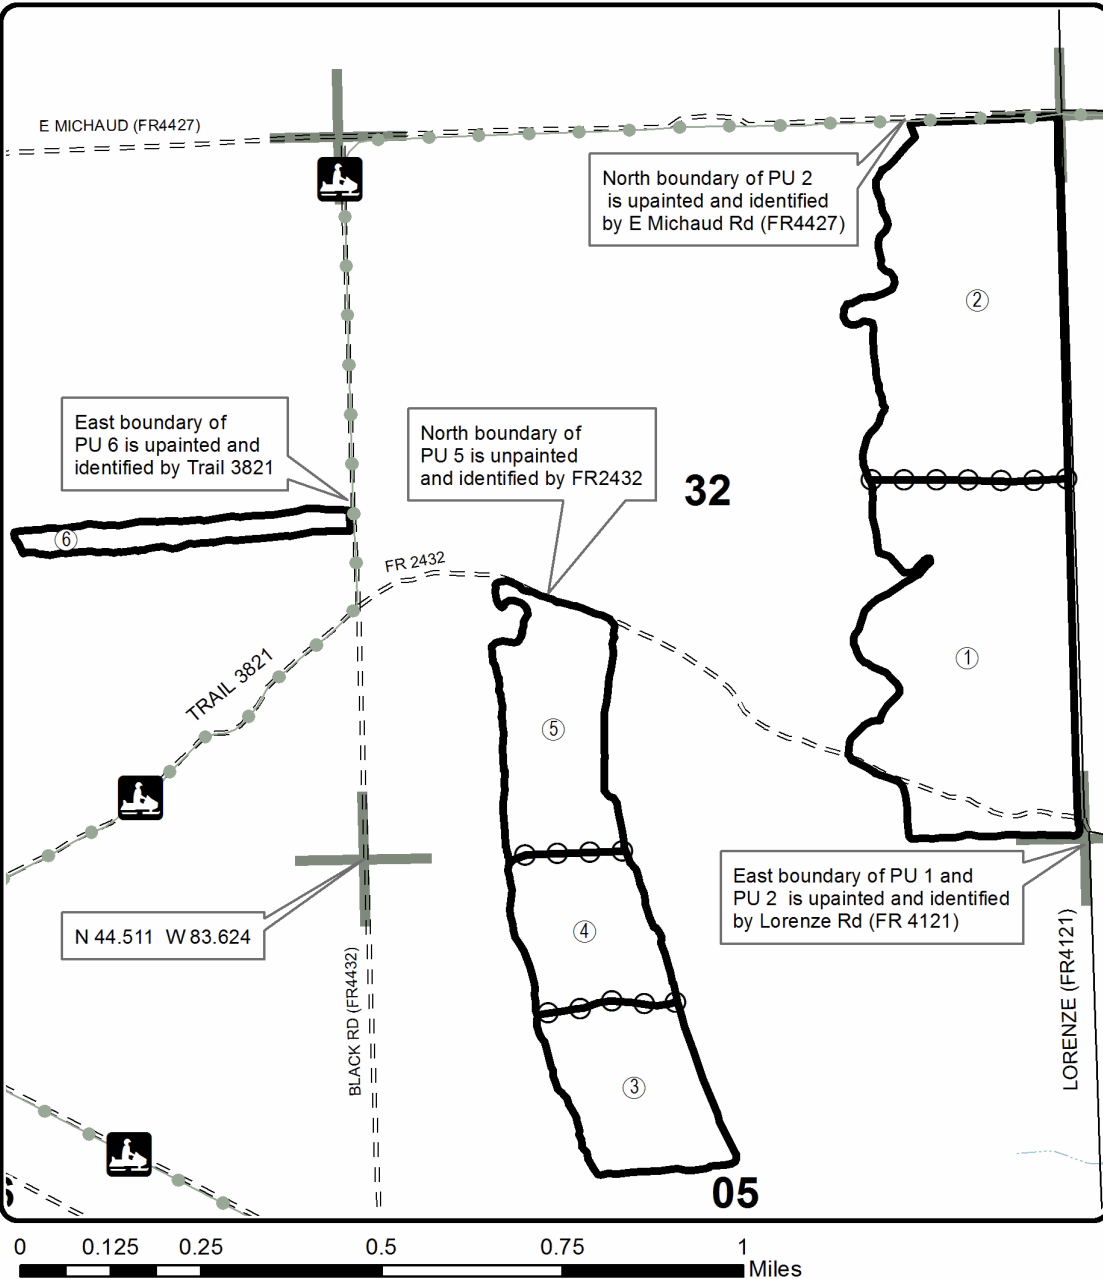 E MICHAUD (FR4427)
North boundary of PU 2
is upainted and identified
by E Michaud Rd (FR4427)
2
East boundary of
PU 6 is upainted and
identified by Trail 3821
North boundary of
PU 5 is unpainted
and identified by FR2432
32
6
FR 2432
TRAIL 3821
1
5
East boundary of PU 1 and
PU 2 is upainted and identified
by Lorenze Rd (FR 4121)
N 44.511 W 83.624
4
BLACK RD (FR4432)
LORENZE (FR4121)
3
05
0 0.125 0.25 0.5 0.75 1
Miles